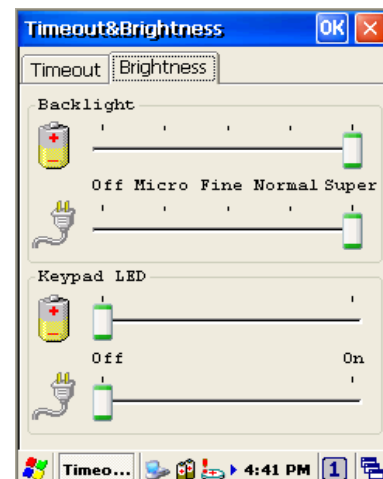 Timeout&Brightness OK
Timeout Brightness
Backlight
Off Micro Fine Normal Super
Keypad LED
Off On
Timeo... 4:41 PM 1